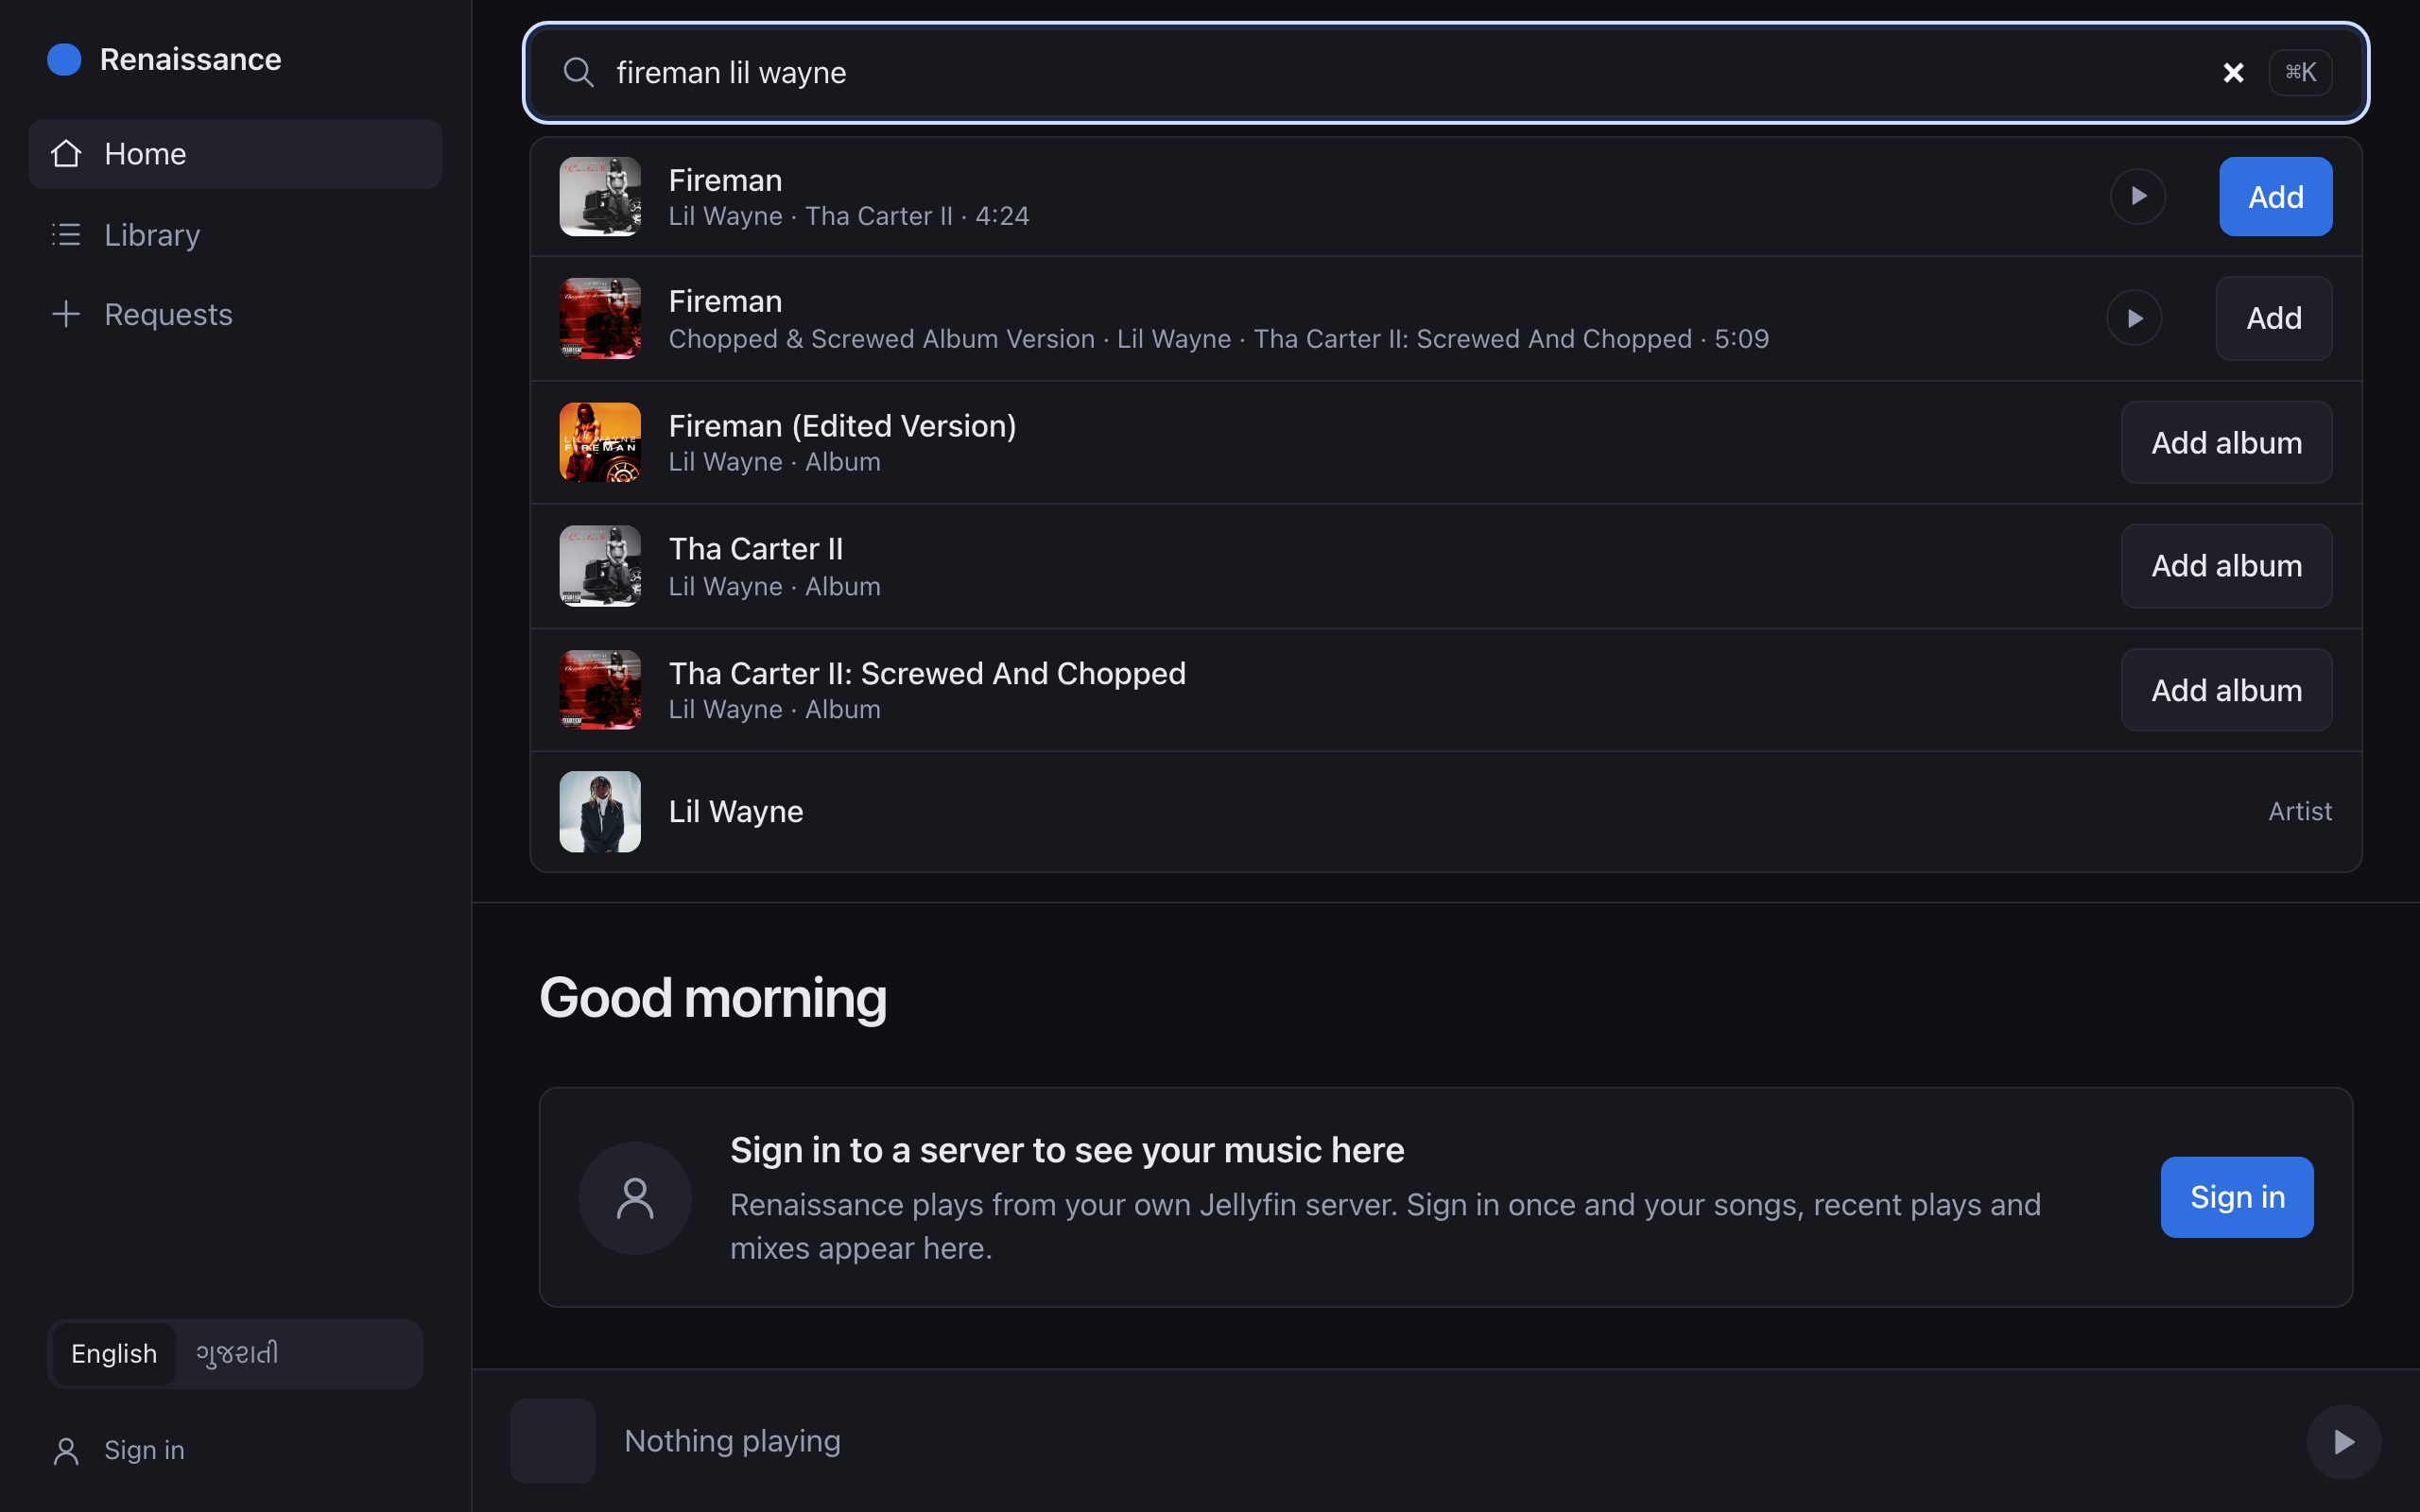 Renaissance
Home
Library
Requests
English ગુજરાતી
Sign in
fireman lil wayne ⌘K
Fireman
Lil Wayne · Tha Carter II · 4:24
Add
Fireman
Chopped & Screwed Album Version · Lil Wayne · Tha Carter II: Screwed And Chopped · 5:09
Add
LIL WAYNE
FIREMAN
Fireman (Edited Version)
Lil Wayne · Album
Add album
Tha Carter II
Lil Wayne · Album
Add album
Tha Carter II: Screwed And Chopped
Lil Wayne · Album
Add album
Lil Wayne
Artist
Good morning
Sign in to a server to see your music here
Renaissance plays from your own Jellyfin server. Sign in once and your songs, recent plays and
mixes appear here.
Sign in
Nothing playing